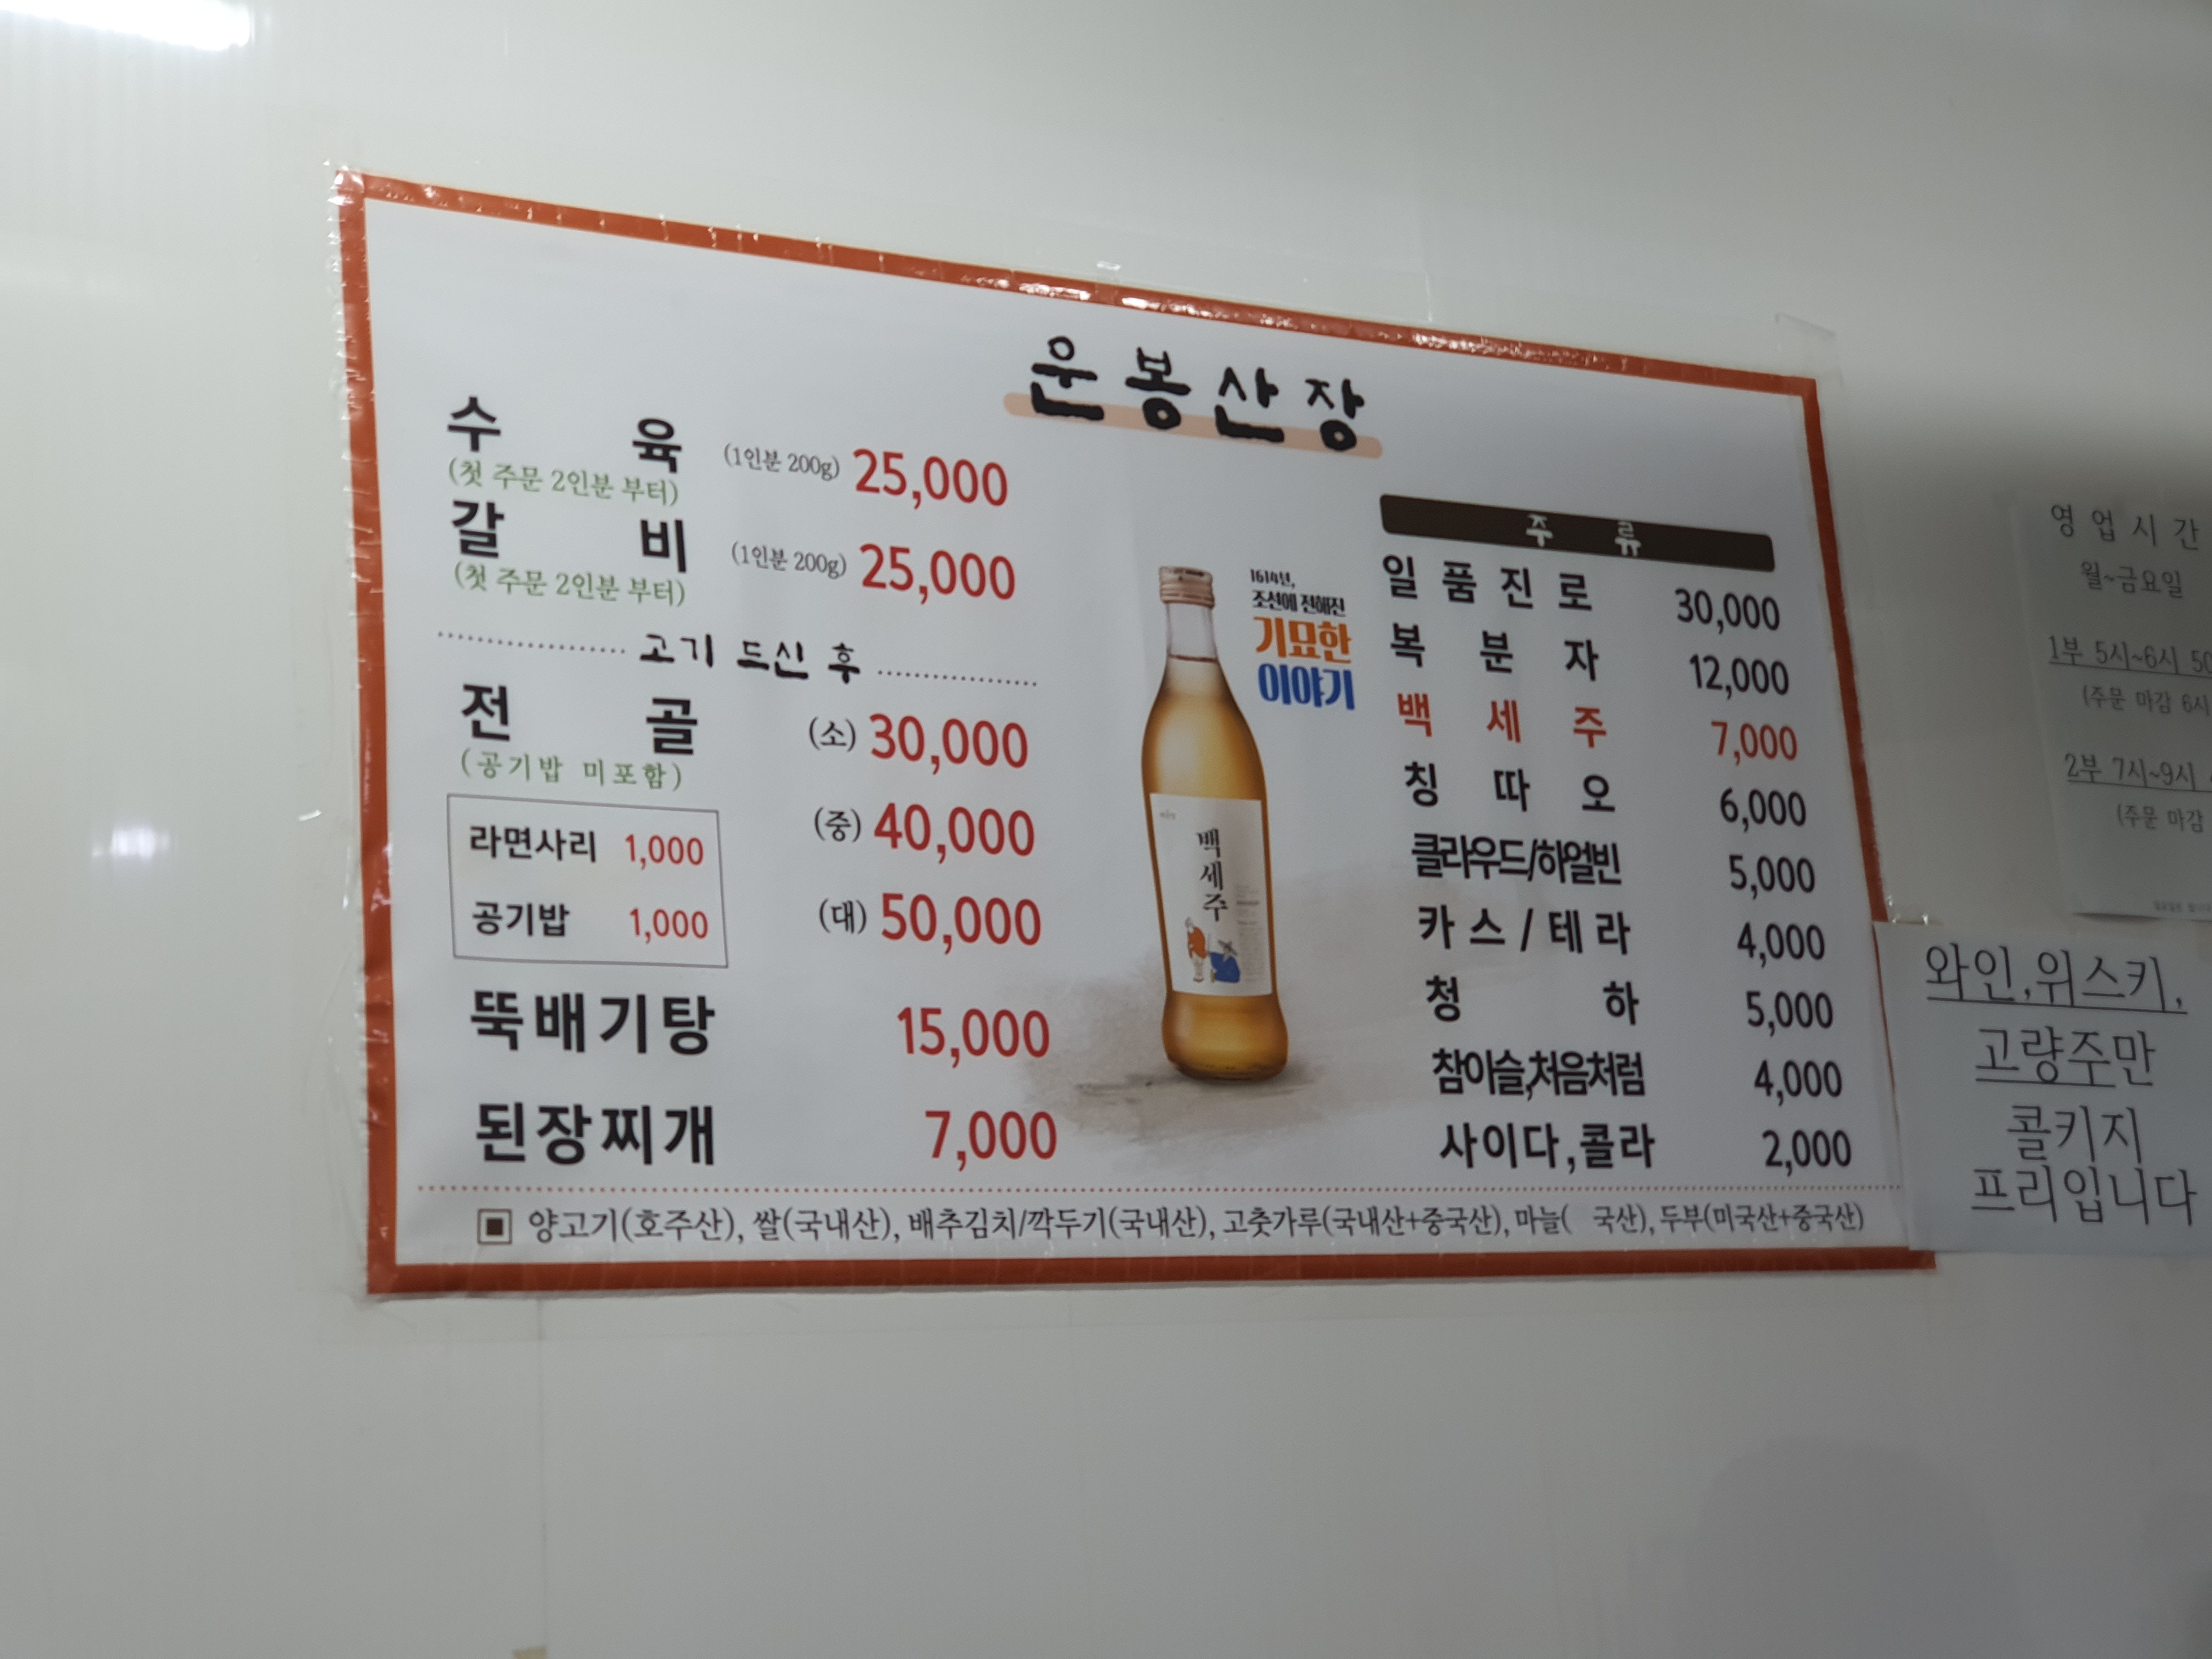 운봉산장
수육 (1인분 200g) 25,000
(첫 주문 2인분 부터)
갈비 (1인분 200g) 25,000
(첫 주문 2인분 부터)
고기 드신 후
전골 (소) 30,000
(공기밥 미포함)
(중) 40,000
(대) 50,000
라면사리 1,000
공기밥 1,000
뚝배기탕 15,000
된장찌개 7,000
1614년,
조선에 전해진
기묘한
이야기
백세주
주류
일품진로 30,000
복분자 12,000
백세주 7,000
칭따오 6,000
클라우드/하얼빈 5,000
카스/테라 4,000
청하 5,000
참이슬,처음처럼 4,000
사이다,콜라 2,000
▣ 양고기(호주산), 쌀(국내산), 배추김치/깍두기(국내산), 고춧가루(국내산+중국산), 마늘( 국산), 두부(미국산+중국산)
영업시간
월~금요일
1부 5시~6시 50
(주문 마감 6시
2부 7시~9시
(주문 마감
와인,위스키,
고량주만
콜키지
프리입니다